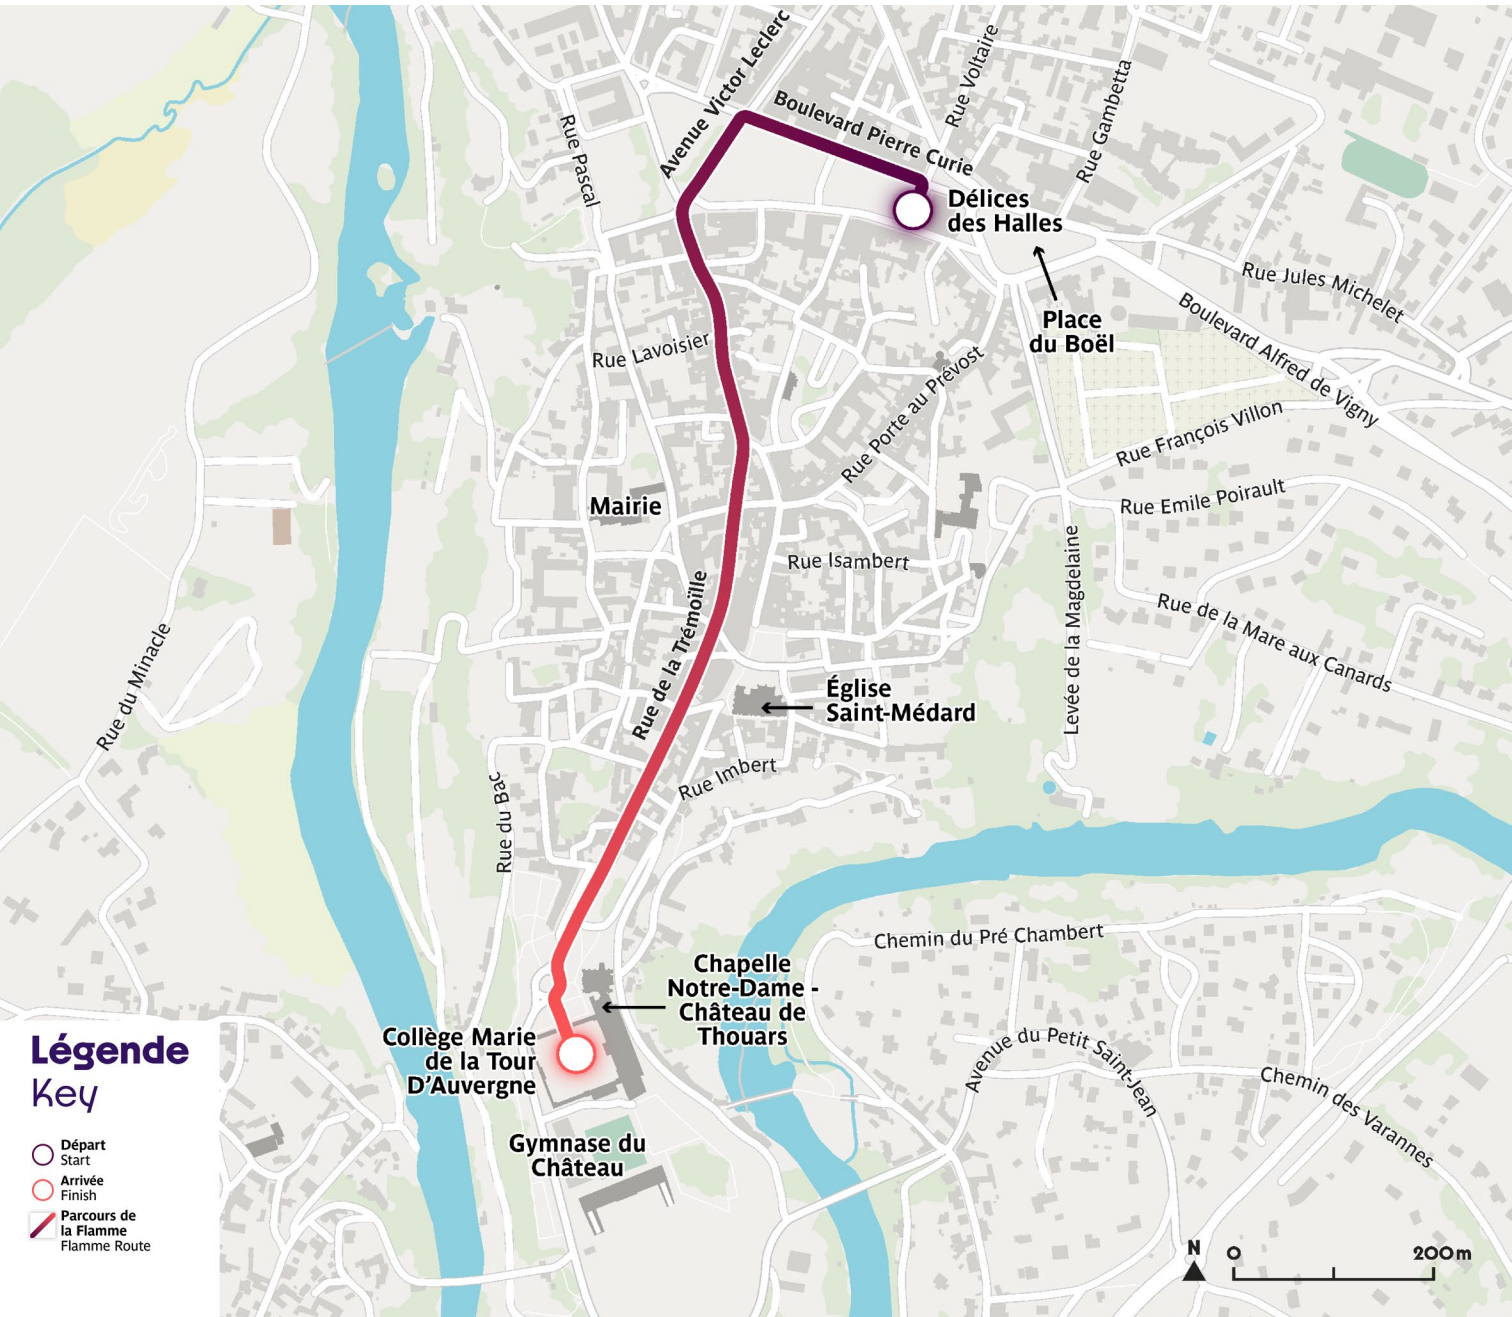 Avenue Victor Leclerc
Boulevard Pierre Curie
Rue Voltaire
Rue Gambetta
Rue Pascal
Délices
des Halles
Rue Jules Michelet
Place
du Boël
Boulevard Alfred de Vigny
Rue Lavoisier
Rue Porte au Prévost
Rue François Villon
Mairie
Rue Emile Poirault
Rue Isambert
Levée de la Magdelaine
Rue de la Trémoïlle
Rue de la Mare aux Canards
Rue du Minacle
Église
Saint-Médard
Rue Imbert
Rue du Bac
Chemin du Pré Chambert
Chapelle
Notre-Dame -
Château de
Thouars
Collège Marie
de la Tour
D'Auvergne
Avenue du Petit Saint-Jean
Chemin des Varannes
Gymnase du
Château
Légende
Key
Départ
Start
Arrivée
Finish
Parcours de
la Flamme
Flamme Route
N
0
200m